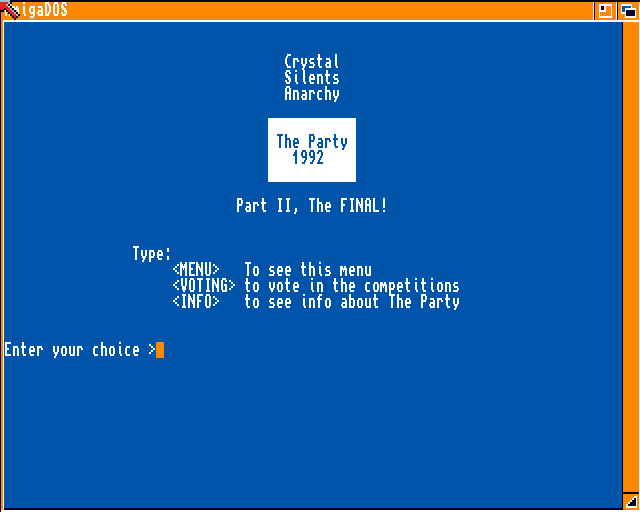 AmigaDOS
Crystal
Silents
Anarchy
The Party
1992
Part II, The FINAL!
Type:
<MENU> To see this menu
<VOTING> to vote in the competitions
<INFO> to see info about The Party
Enter your choice >